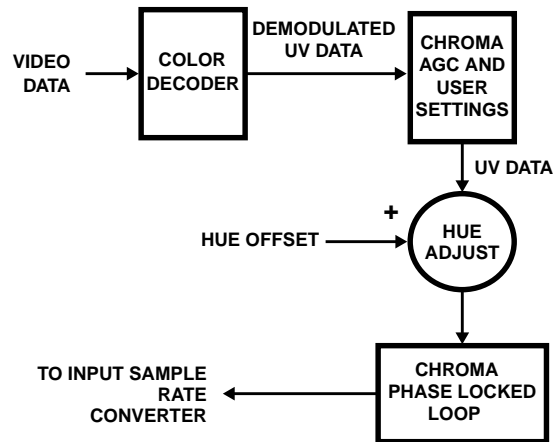 VIDEO
DATA
COLOR
DECODER
DEMODULATED
UV DATA
CHROMA
AGC AND
USER
SETTINGS
UV DATA
+
HUE OFFSET
HUE
ADJUST
CHROMA
PHASE LOCKED
LOOP
TO INPUT SAMPLE
RATE
CONVERTER